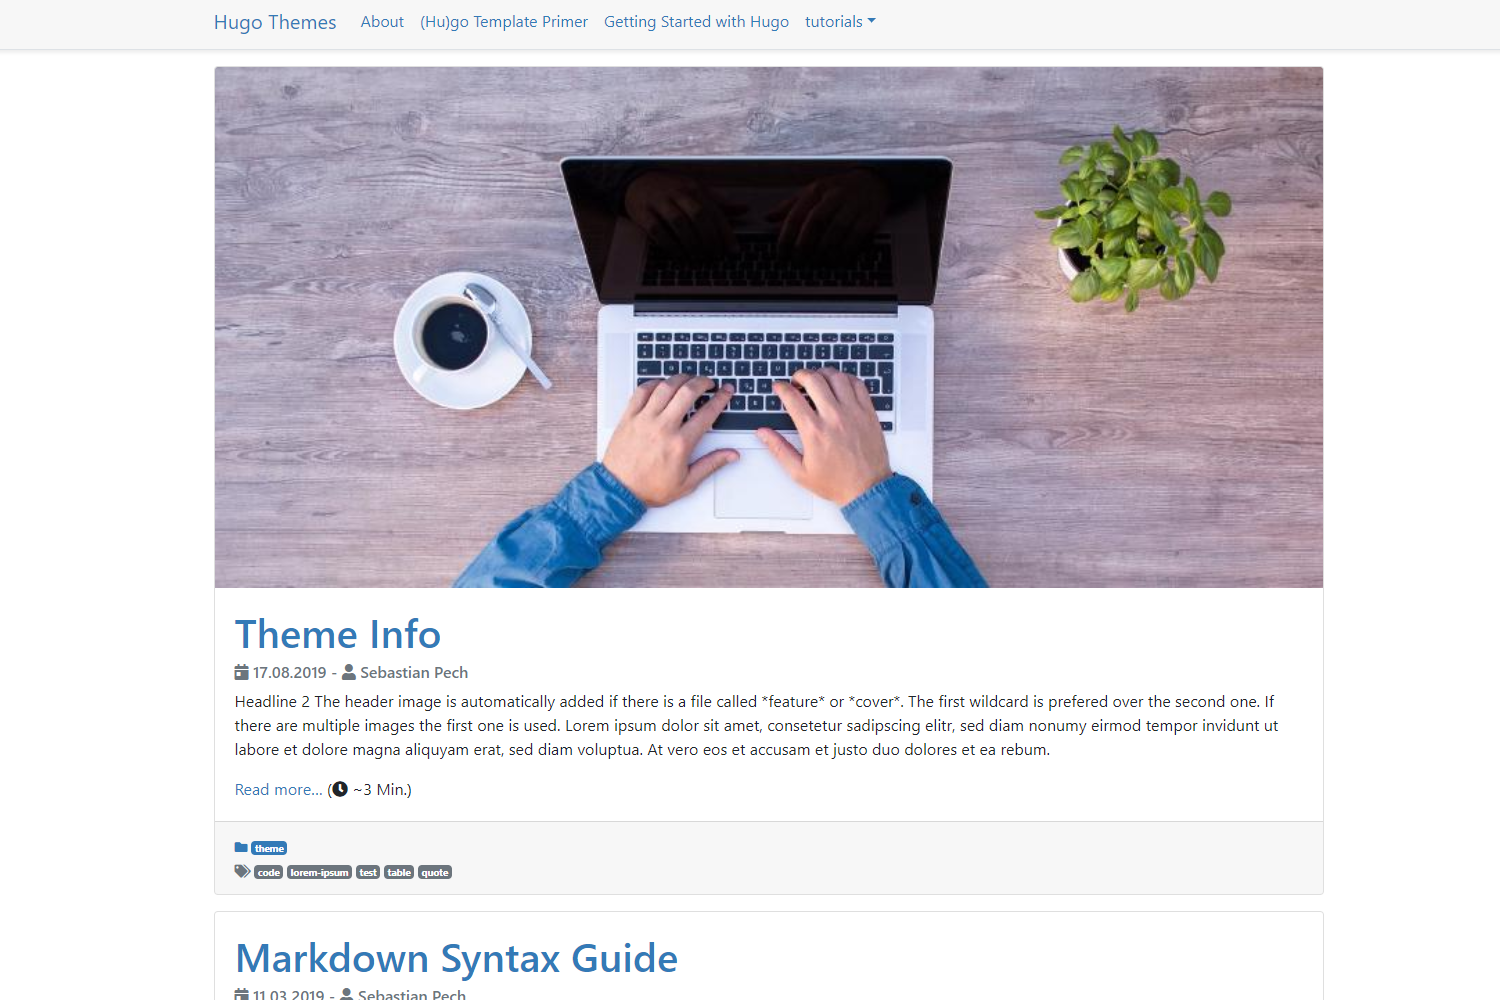 Hugo Themes About (Hu)go Template Primer Getting Started with Hugo tutorials
Theme Info
17.08.2019 - Sebastian Pech
Headline 2 The header image is automatically added if there is a file called *feature* or *cover*. The first wildcard is prefered over the second one. If
there are multiple images the first one is used. Lorem ipsum dolor sit amet, consetetur sadipscing elitr, sed diam nonumy eirmod tempor invidunt ut
labore et dolore magna aliquyam erat, sed diam voluptua. At vero eos et accusam et justo duo dolores et ea rebum.
Read more... (~3 Min.)
theme
code lorem-ipsum test table quote
Markdown Syntax Guide
11.03.2019 - Sebastian Pech